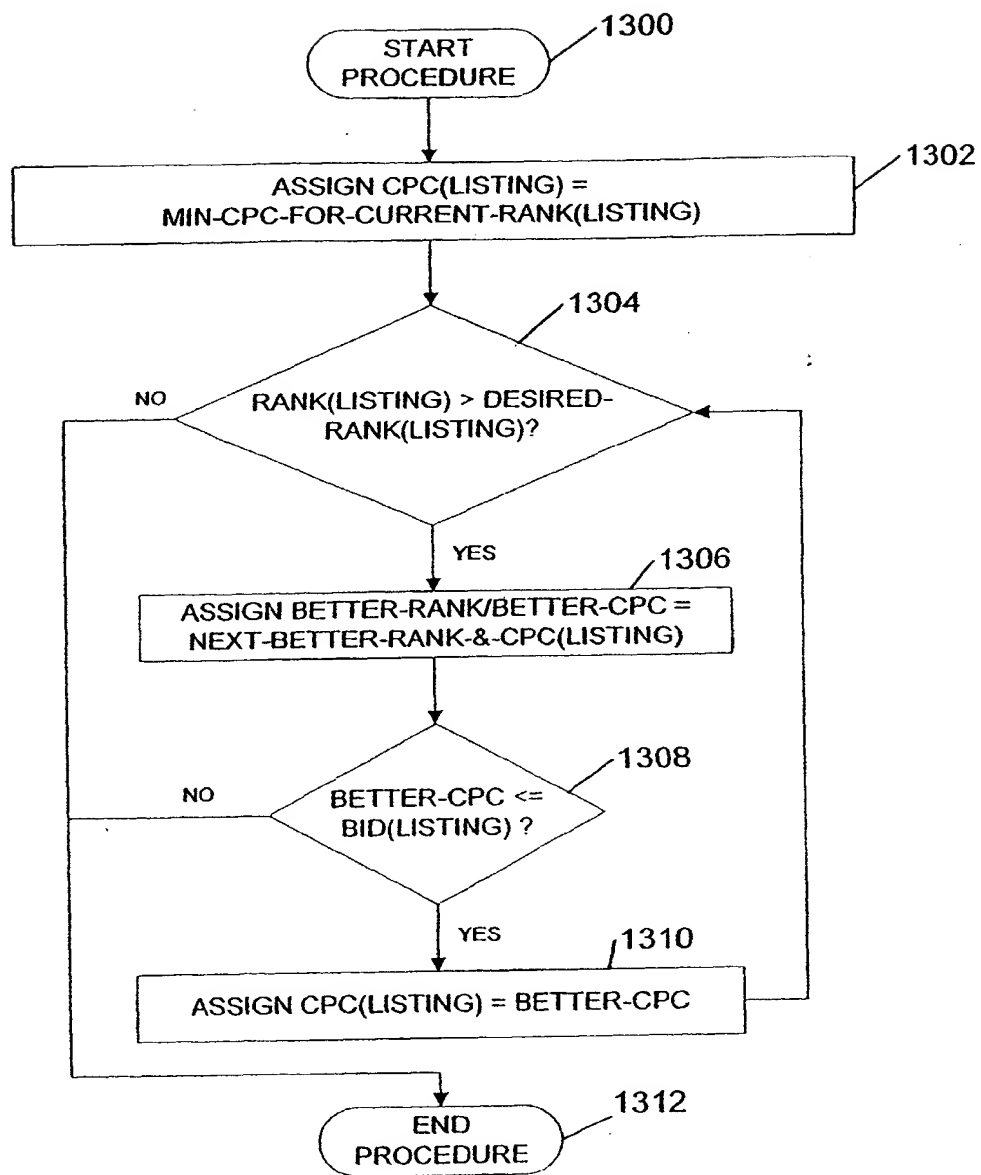 1300
START
PROCEDURE
1302
ASSIGN CPC(LISTING) =
MIN-CPC-FOR-CURRENT-RANK(LISTING)
1304
NO
RANK(LISTING) > DESIRED-
RANK(LISTING)?
YES
1306
ASSIGN BETTER-RANK/BETTER-CPC =
NEXT-BETTER-RANK-&-CPC(LISTING)
1308
NO
BETTER-CPC <=
BID(LISTING) ?
YES
1310
ASSIGN CPC(LISTING) = BETTER-CPC
1312
END
PROCEDURE